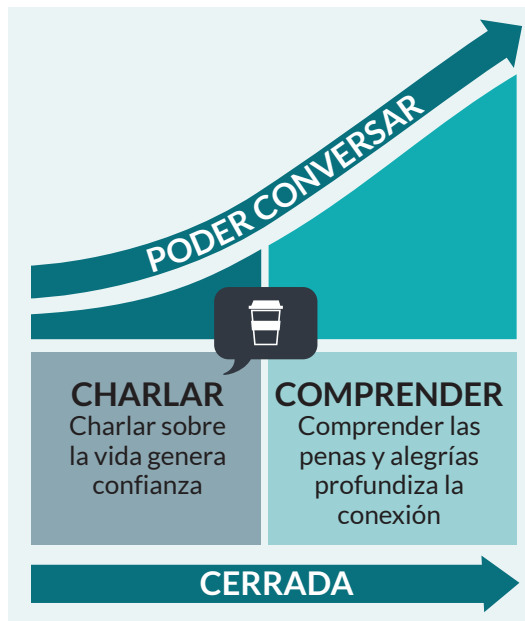 PODER CONVERSAR
CHARLAR
Charlar sobre
la vida genera
confianza
COMPRENDER
Comprender las
penas y alegrías
profundiza la
conexión
CERRADA